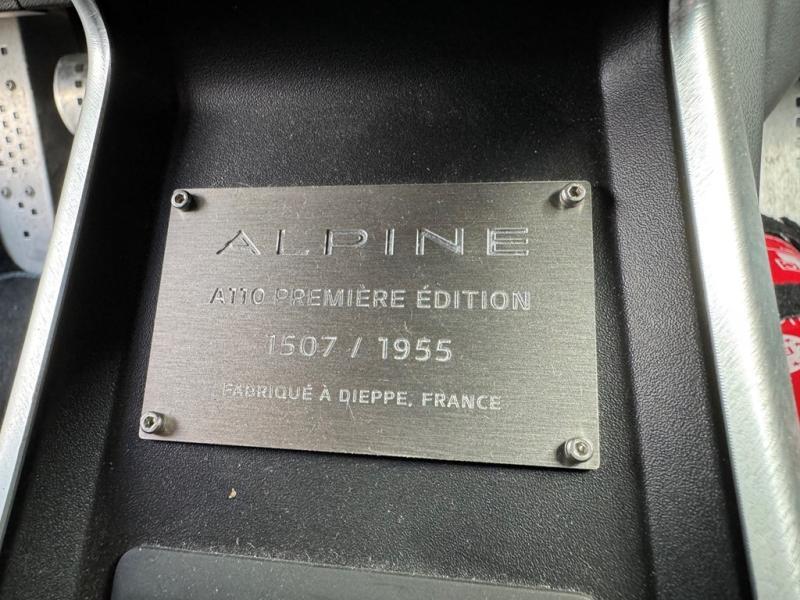 ALPINE
A110 PREMIÈRE ÉDITION
1507 / 1955
FABRIQUÉ À DIEPPE, FRANCE